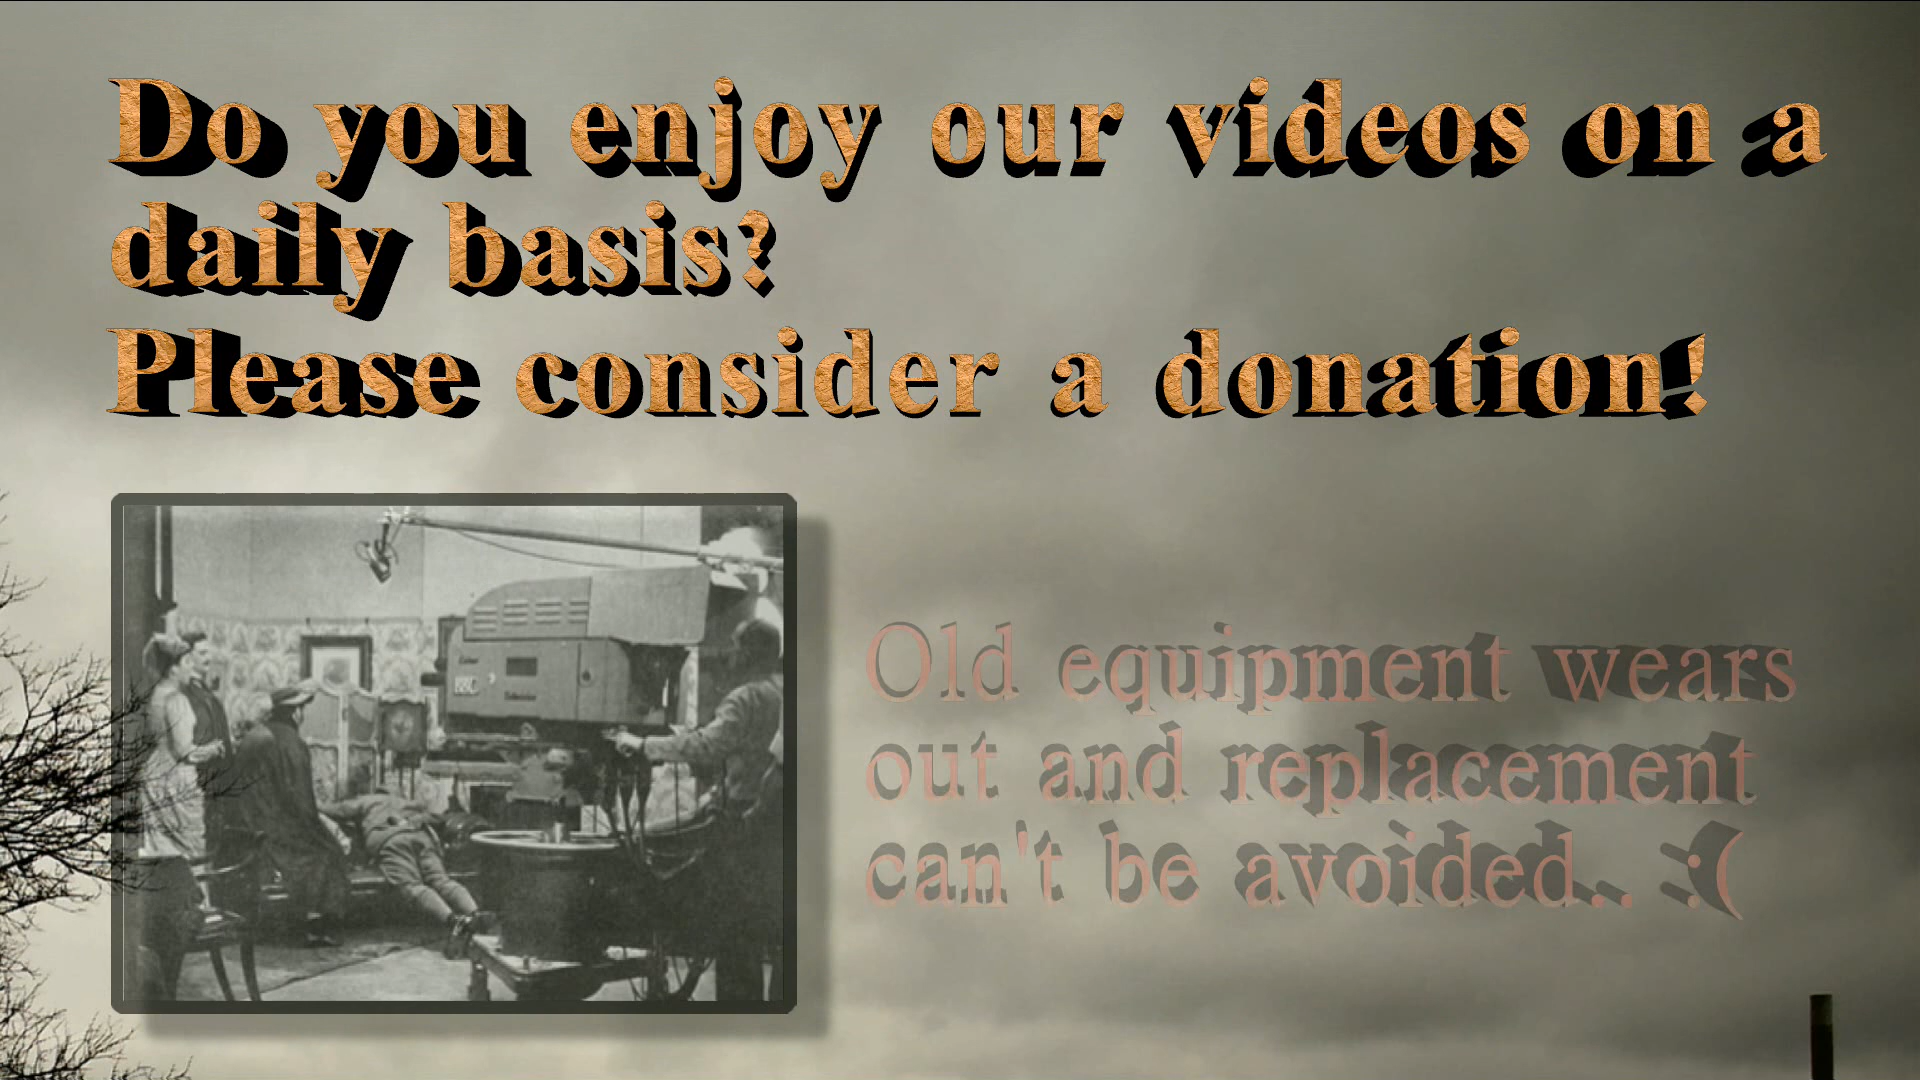 Do you enjoy our videos on a
daily basis?
Please consider a donation!
BBC
Old equipment wears
out and replacement
can't be avoided.. :(